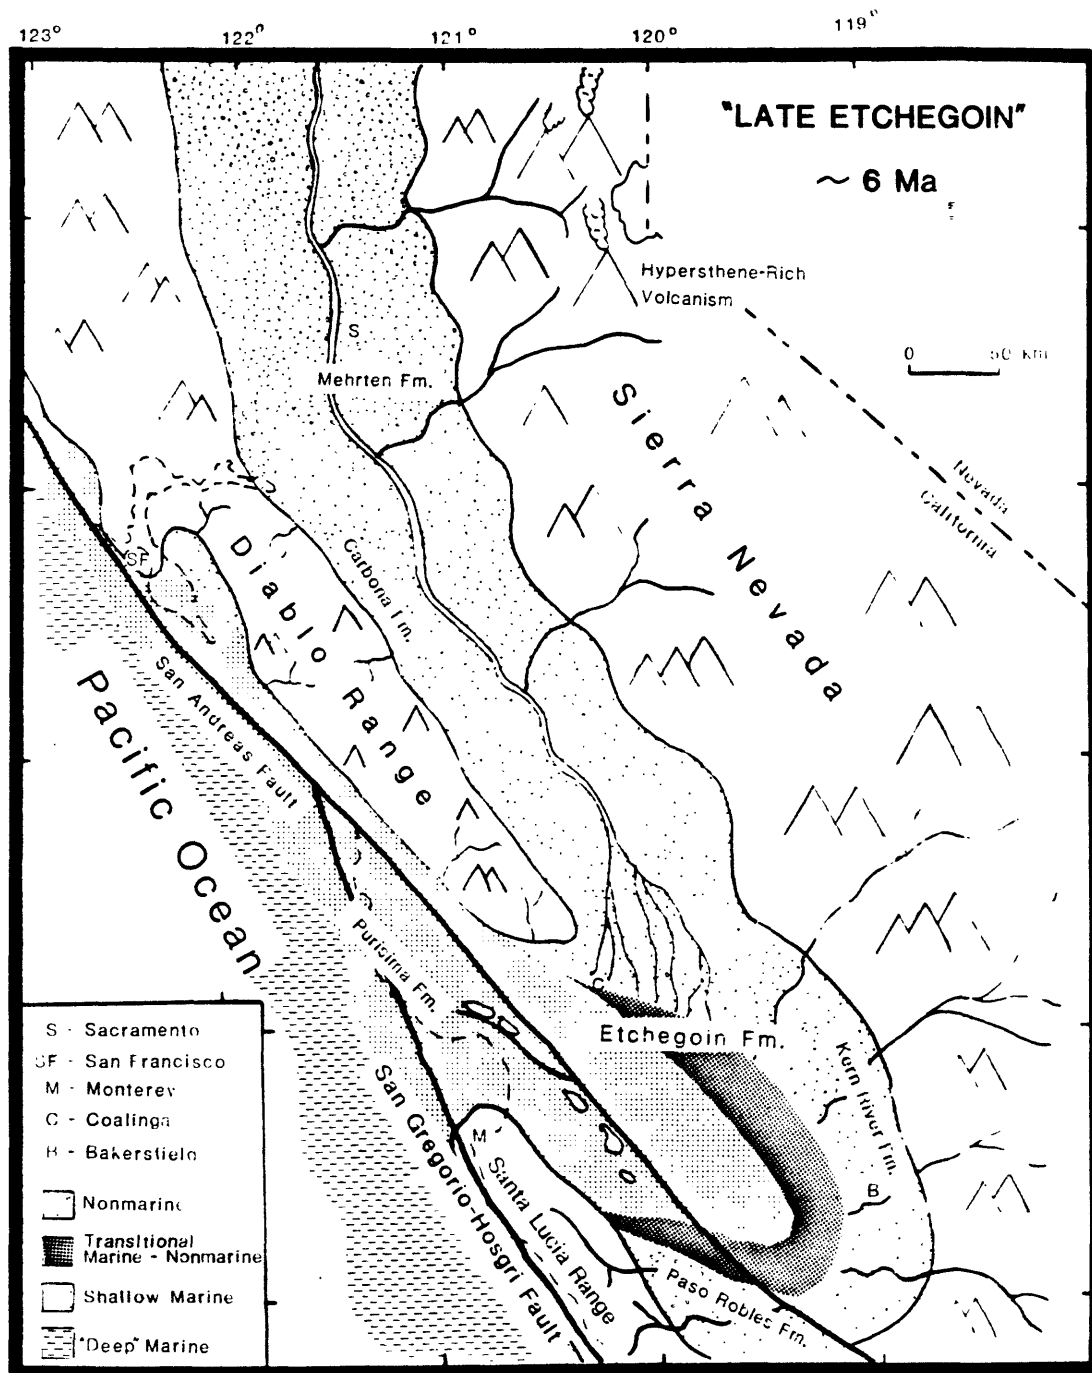 123° 122° 121° 120° 119°
"LATE ETCHEGOIN"
~ 6 Ma
Hypersthene-Rich
Volcanism
0 50 km
S
Mehrten Fm.
Sierra Nevada
Nevada
California
SF
Diablo Range
Carbona Fm.
San Andreas Fault
Pacific Ocean
Purisima Fm.
C
Etchegoin Fm.
Kern River Fm.
B
San Gregorio-Hosgri Fault
M
Santa Lucia Range
Paso Robles Fm.
S - Sacramento
SF - San Francisco
M - Monterey
C - Coalinga
B - Bakersfield
Nonmarine
Transitional
Marine - Nonmarine
Shallow Marine
"Deep" Marine